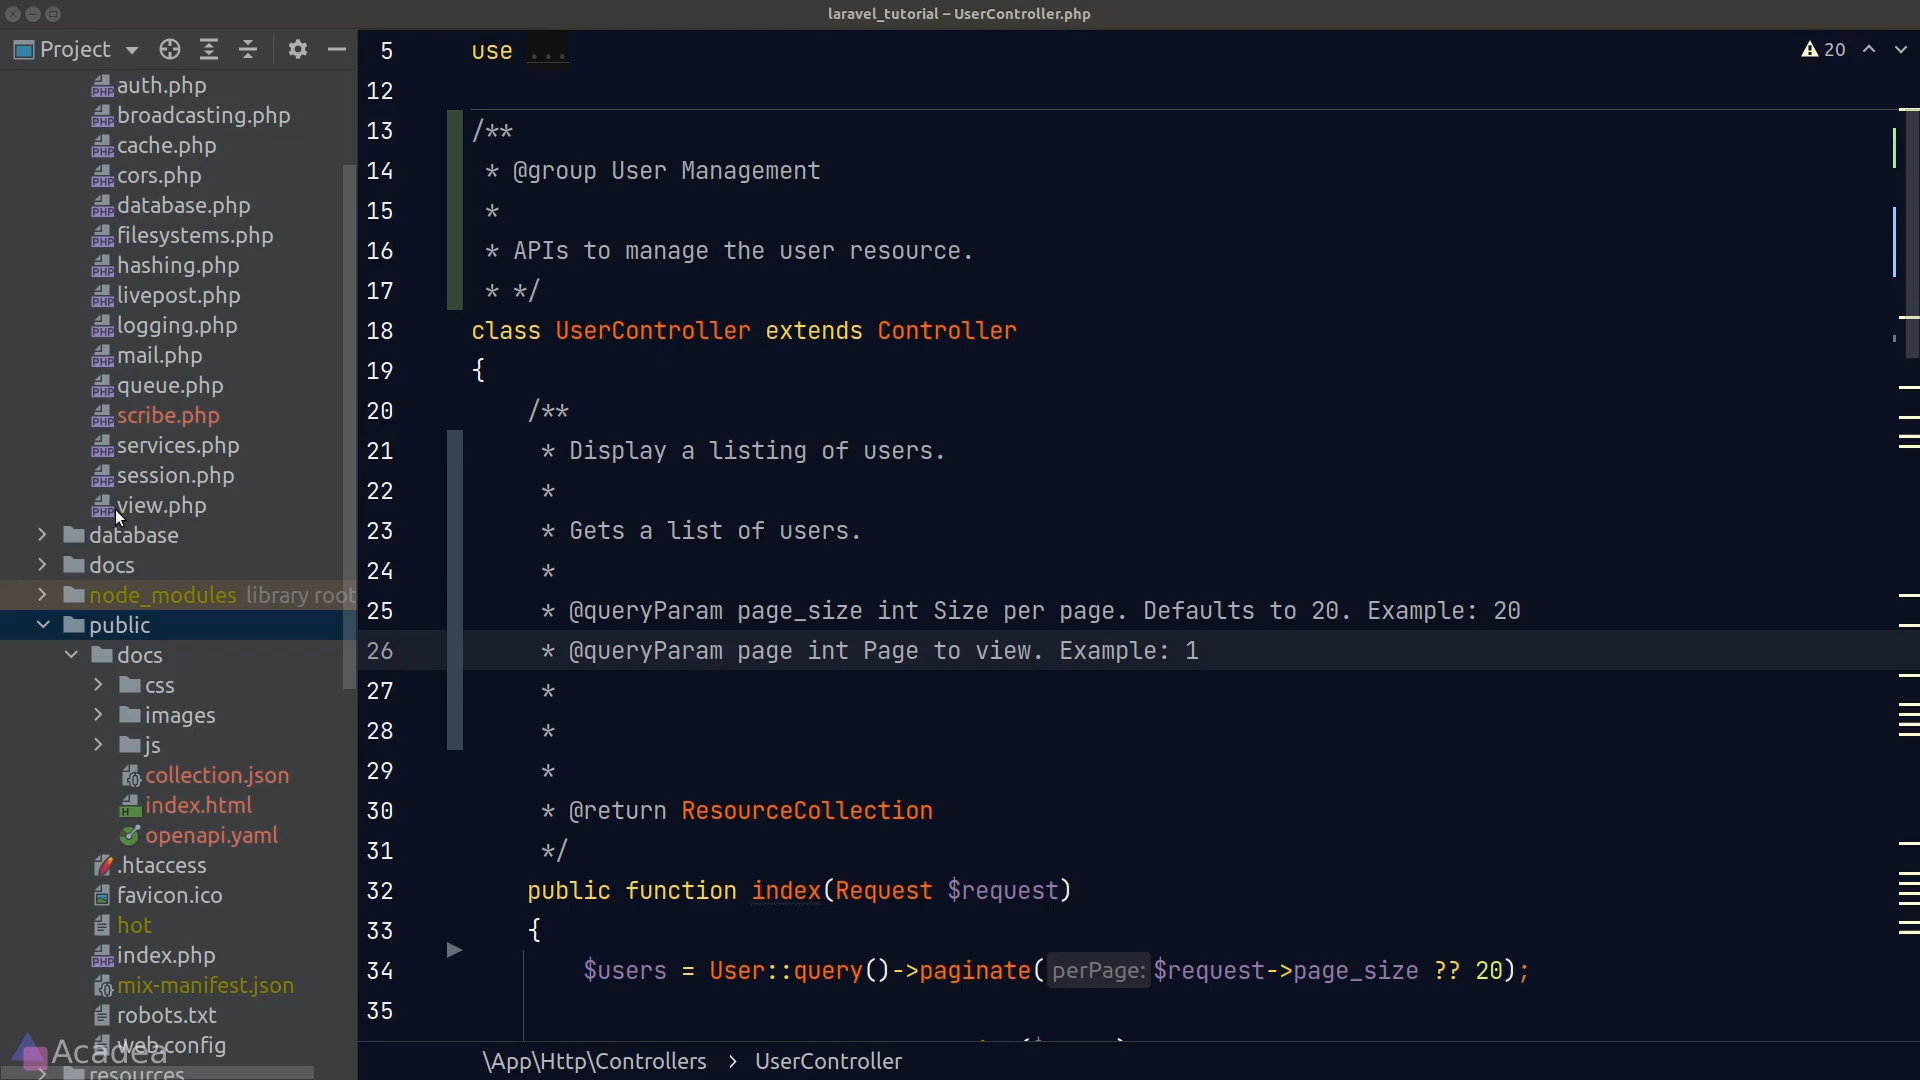 laravel_tutorial – UserController.php
Project
auth.php
broadcasting.php
cache.php
cors.php
database.php
filesystems.php
hashing.php
livepost.php
logging.php
mail.php
queue.php
scribe.php
services.php
session.php
view.php
database
docs
node_modules library root
public
docs
css
images
js
collection.json
index.html
openapi.yaml
.htaccess
favicon.ico
hot
index.php
mix-manifest.json
robots.txt
web.config
resources
Acadea
20
5 use ...
12
13 /**
14 * @group User Management
15 *
16 * APIs to manage the user resource.
17 * */
18 class UserController extends Controller
19 {
20 /**
21 * Display a listing of users.
22 *
23 * Gets a list of users.
24 *
25 * @queryParam page_size int Size per page. Defaults to 20. Example: 20
26 * @queryParam page int Page to view. Example: 1
27 *
28 *
29 *
30 * @return ResourceCollection
31 */
32 public function index(Request $request)
33 {
34 $users = User::query()->paginate( perPage: $request->page_size ?? 20);
35
\App\Http\Controllers > UserController